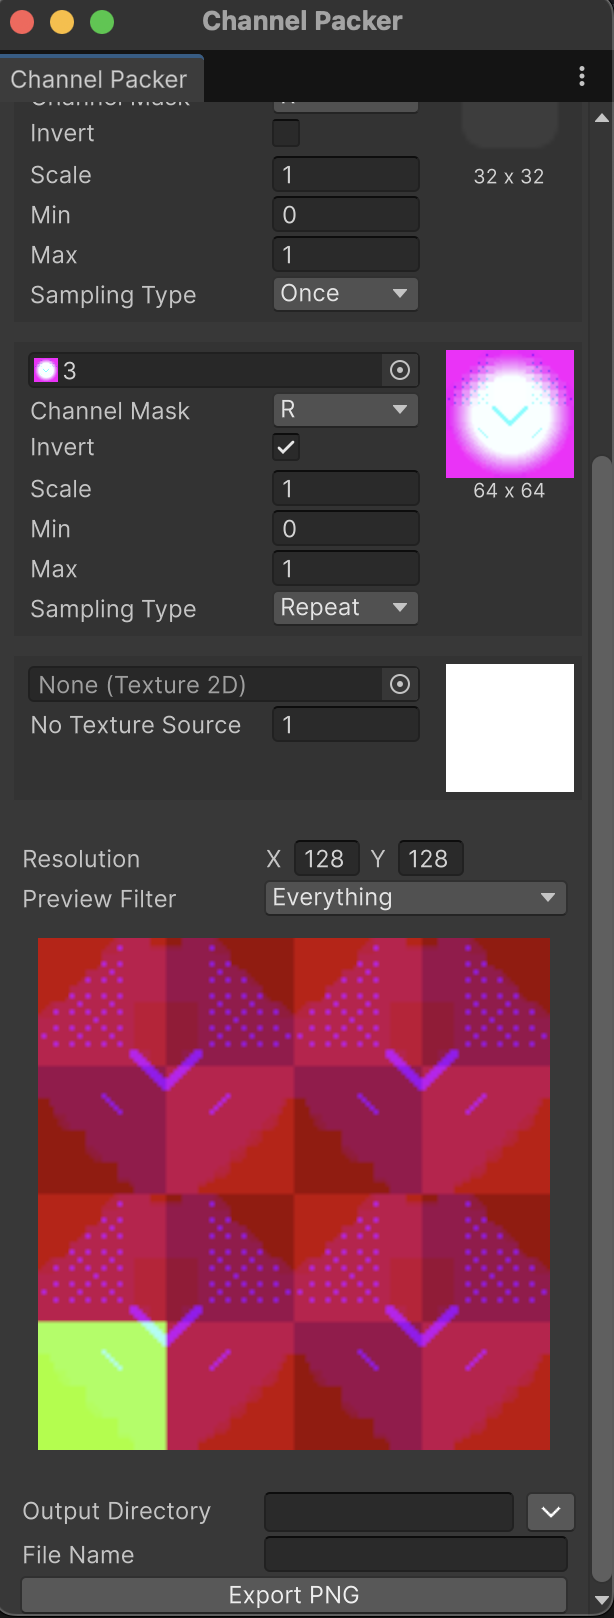 Channel Packer
Channel Packer
Channel Mask
Invert
Scale 1
32 x 32
Min 0
Max 1
Sampling Type Once
3
Channel Mask R
Invert
Scale 1
64 x 64
Min 0
Max 1
Sampling Type Repeat
None (Texture 2D)
No Texture Source 1
Resolution X 128 Y 128
Preview Filter Everything
Output Directory
File Name
Export PNG